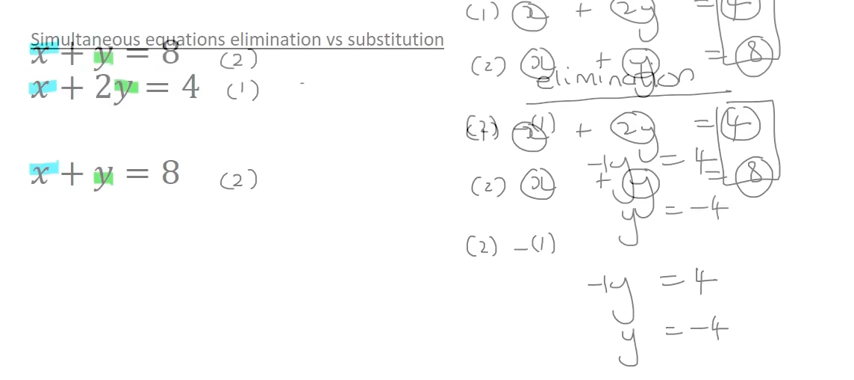 Simultaneous equations elimination vs substitution
x + y = 8 (2)
x + 2y = 4 (1)
x + y = 8 (2)
(1) x + 2y = 4
(2) x + y = 8
elimination
(2) -(1) x + 2y = 4
-1y = 4
(2) x + y = 8
y = -4
(2) -(1)
-1y = 4
y = -4